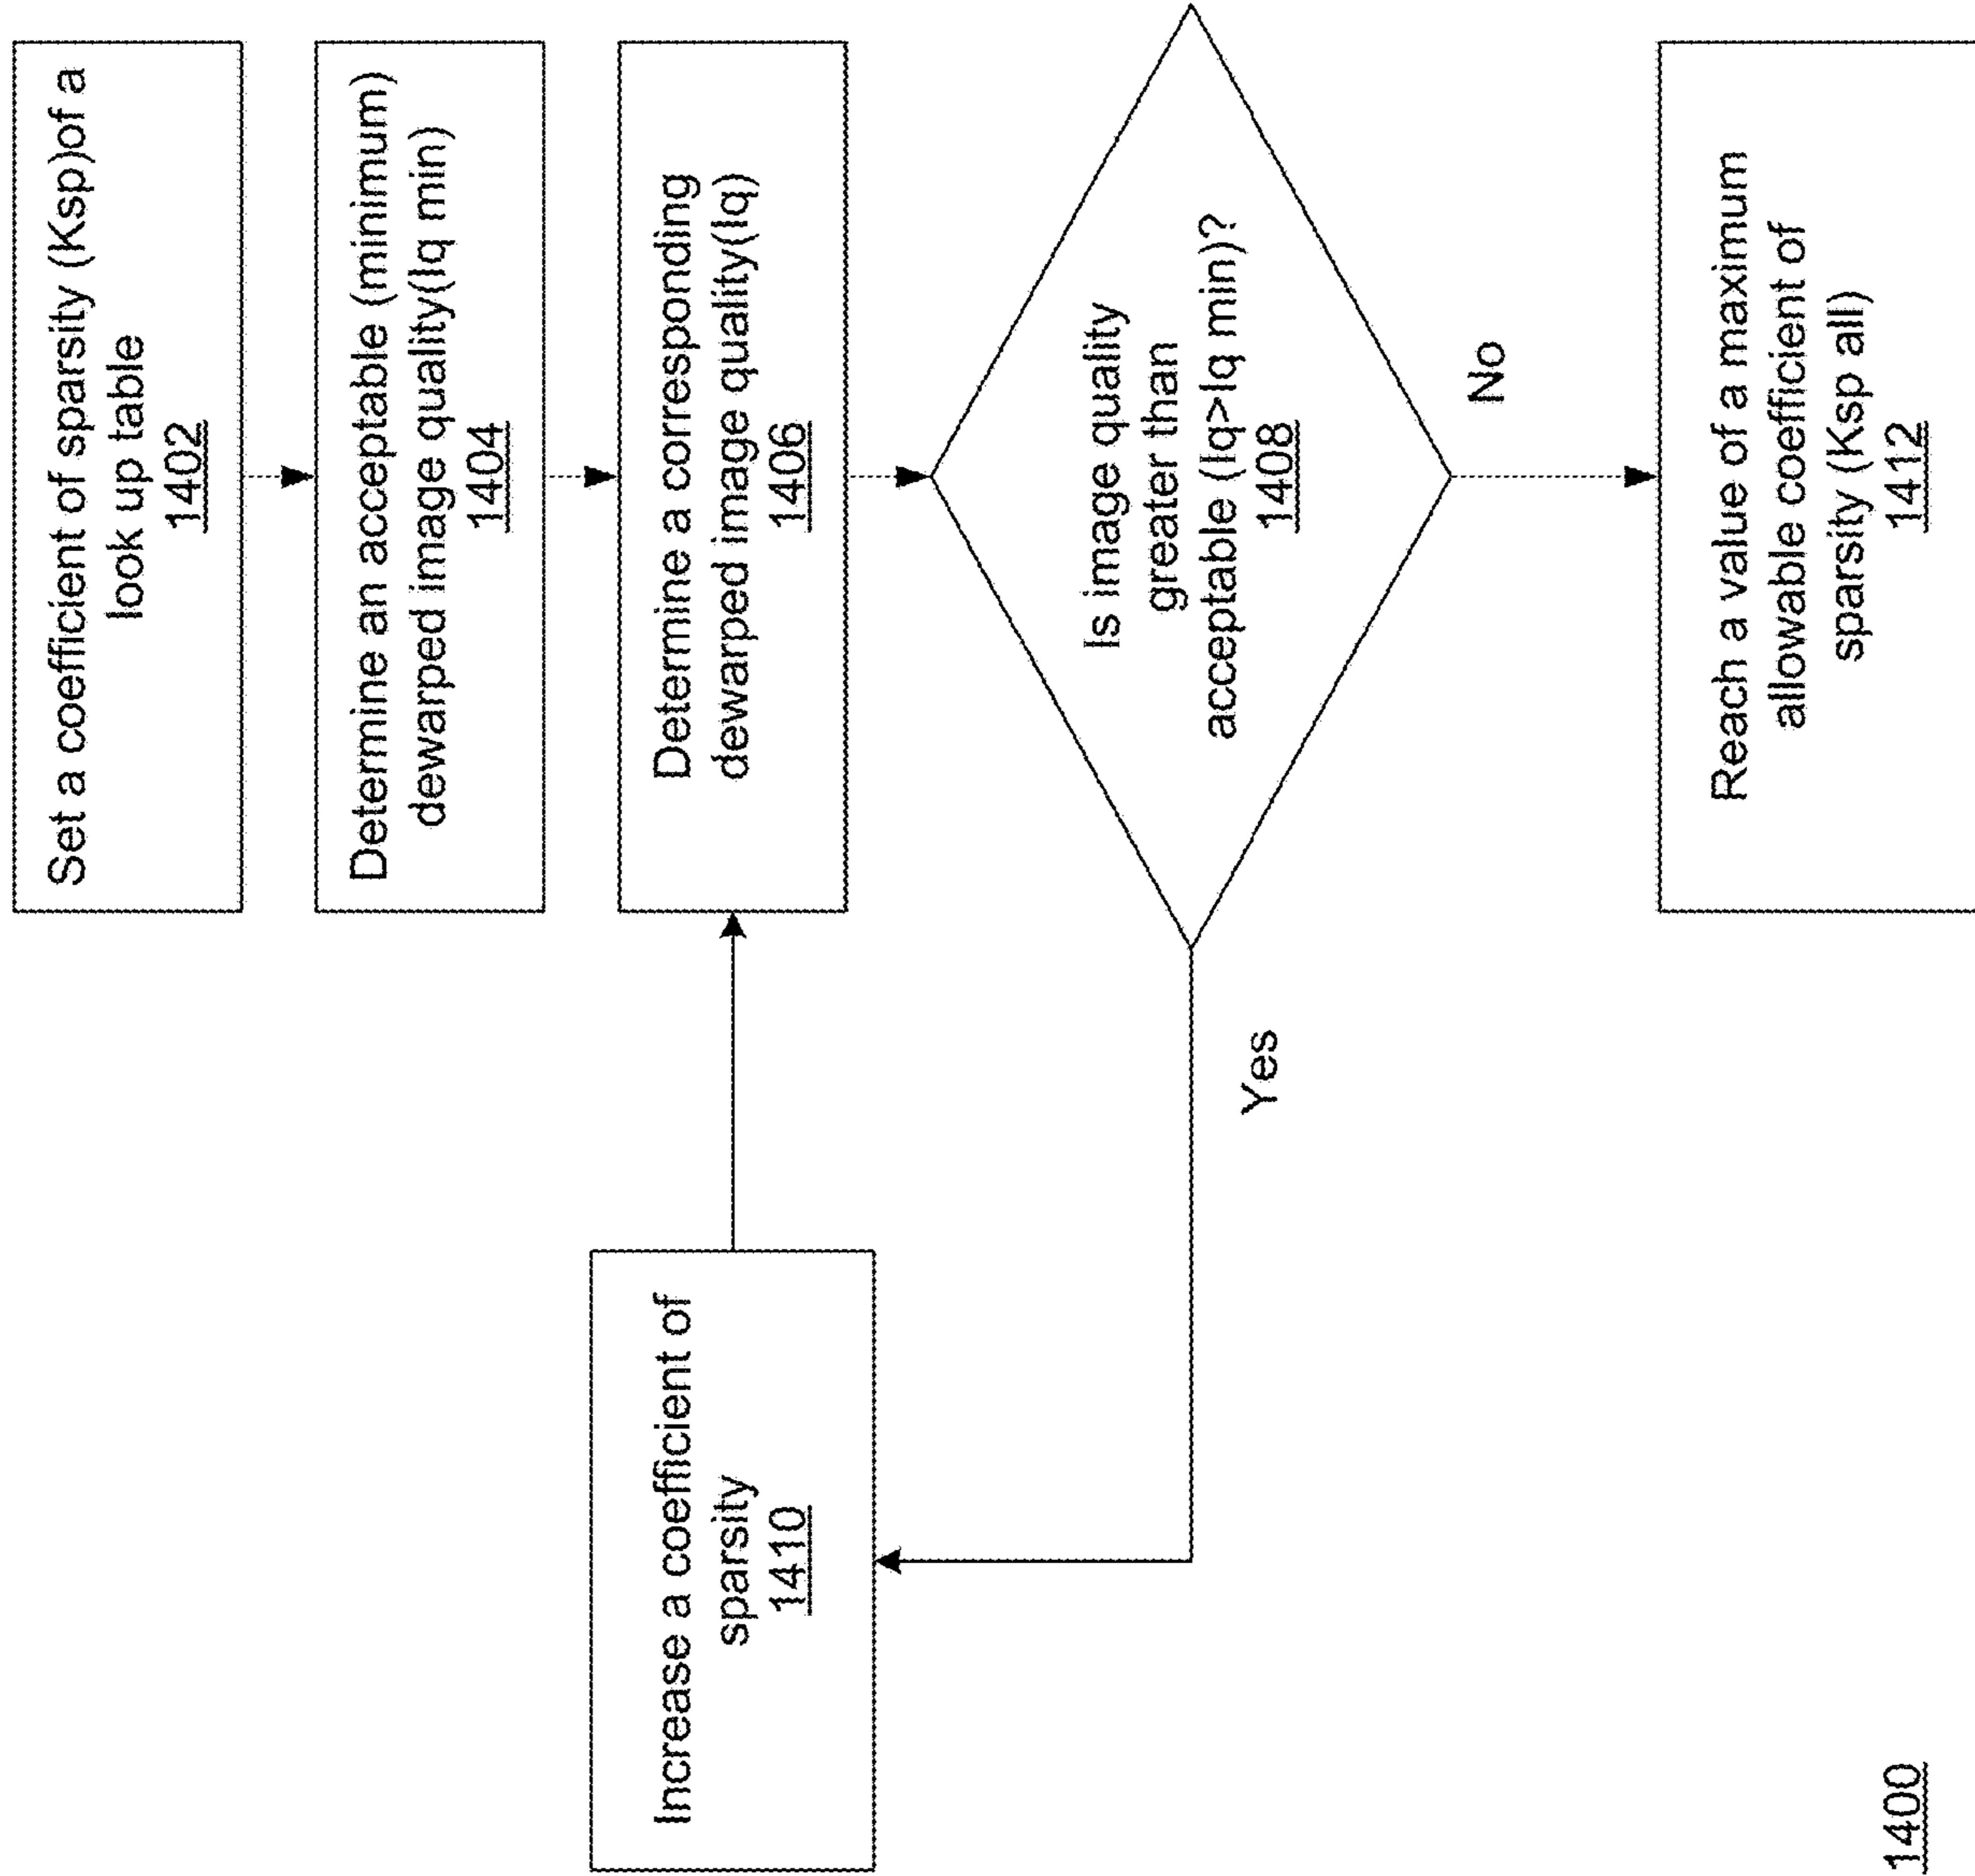 Set a coefficient of sparsity (Ksp)of a
look up table
1402
Determine an acceptable (minimum)
dewarped image quality(Iq min)
1404
Determine a corresponding
dewarped image quality(Iq)
1406
Is image quality
greater than
acceptable (Iq>Iq min)?
1408
Yes
Increase a coefficient of
sparsity
1410
No
Reach a value of a maximum
allowable coefficient of
sparsity (Ksp all)
1412
1400